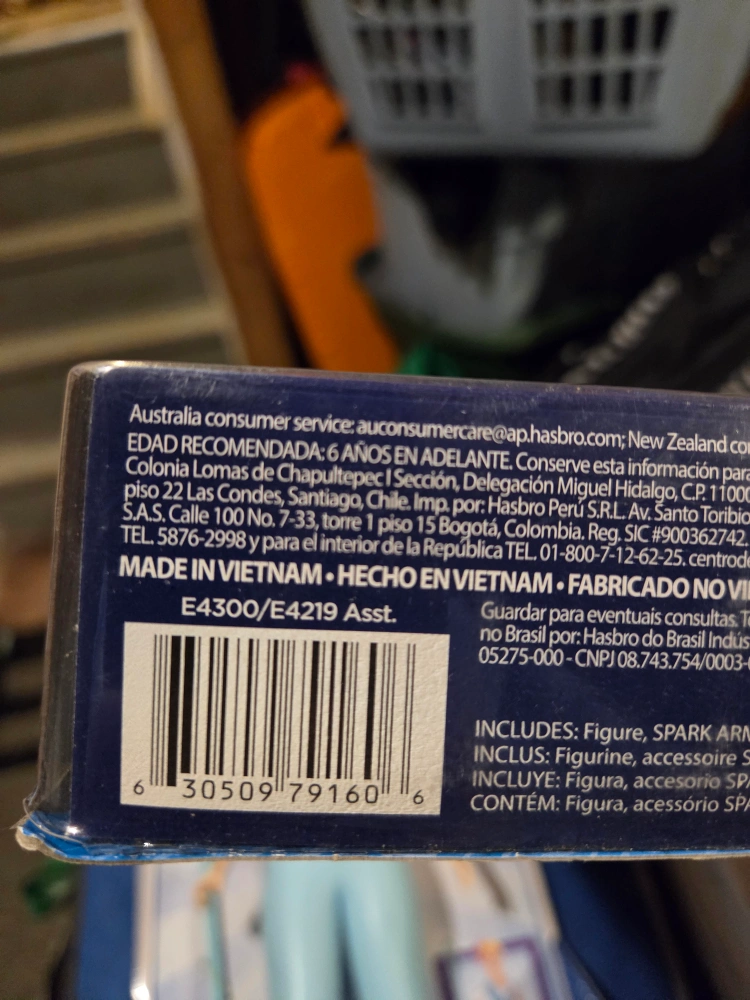 Australia consumer service: auconsumercare@ap.hasbro.com; New Zealand co
EDAD RECOMENDADA: 6 AÑOS EN ADELANTE. Conserve esta información par
Colonia Lomas de Chapultepec I Sección, Delegación Miguel Hidalgo, C.P. 1100
piso 22 Las Condes, Santiago, Chile. Imp. por: Hasbro Perú S.R.L. Av. Santo Toribio
S.A.S. Calle 100 No. 7-33, torre 1 piso 15 Bogotá, Colombia. Reg. SIC #900362742.
TEL. 5876-2998 y para el interior de la República TEL. 01-800-7-12-62-25. centrode
MADE IN VIETNAM • HECHO EN VIETNAM • FABRICADO NO VI
E4300/E4219 Asst.
6 30509 79160 6
Guardar para eventuais consultas. Te
no Brasil por: Hasbro do Brasil Indús
05275-000 - CNPJ 08.743.754/0003-
INCLUDES: Figure, SPARK ARM
INCLUS: Figurine, accessoire S
INCLUYE: Figura, accesorio SP
CONTÉM: Figura, acessório SPA